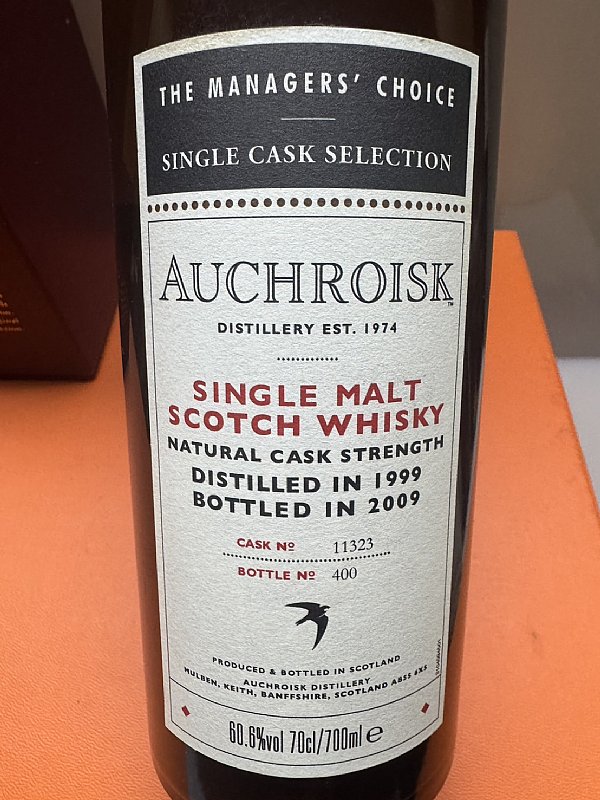 THE MANAGERS' CHOICE
SINGLE CASK SELECTION
AUCHROISK™
DISTILLERY EST. 1974
SINGLE MALT
SCOTCH WHISKY
NATURAL CASK STRENGTH
DISTILLED IN 1999
BOTTLED IN 2009
CASK Nº 11323
BOTTLE Nº 400
PRODUCED & BOTTLED IN SCOTLAND
AUCHROISK DISTILLERY
MULBEN, KEITH, BANFFSHIRE, SCOTLAND AB55 6XS
60.6%vol 70cl/700ml e